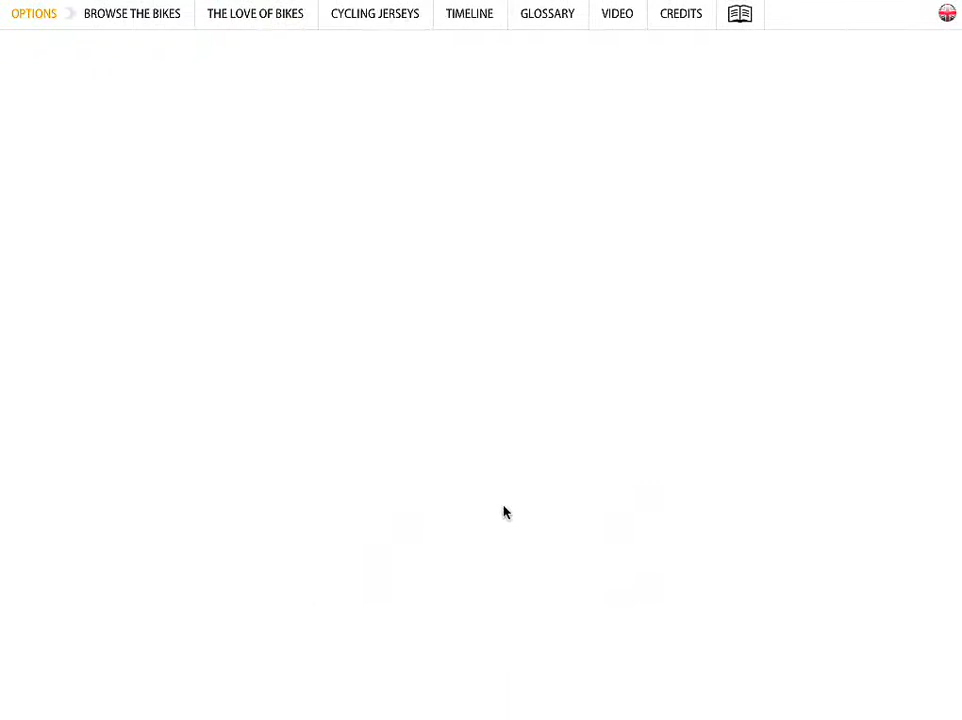 OPTIONS BROWSE THE BIKES THE LOVE OF BIKES CYCLING JERSEYS TIMELINE GLOSSARY VIDEO CREDITS